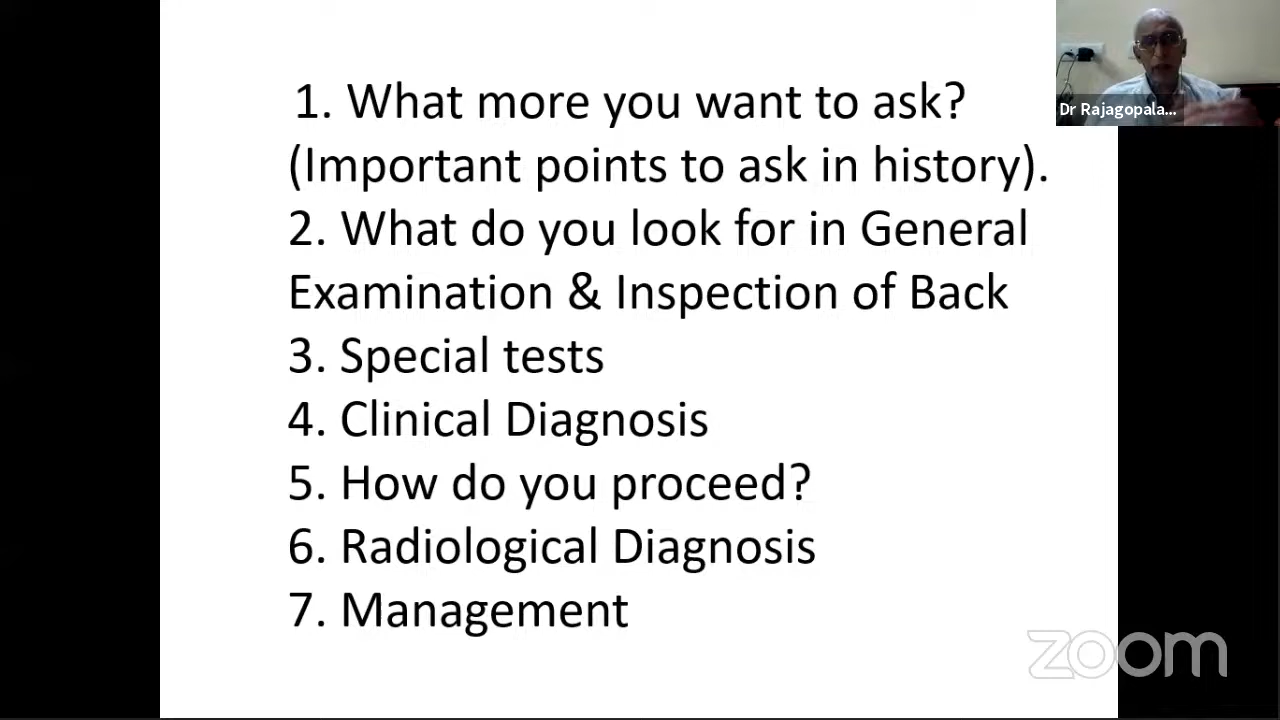 1. What more you want to ask?
(Important points to ask in history).
2. What do you look for in General
Examination & Inspection of Back
3. Special tests
4. Clinical Diagnosis
5. How do you proceed?
6. Radiological Diagnosis
7. Management
Dr Rajagopala...
zoom